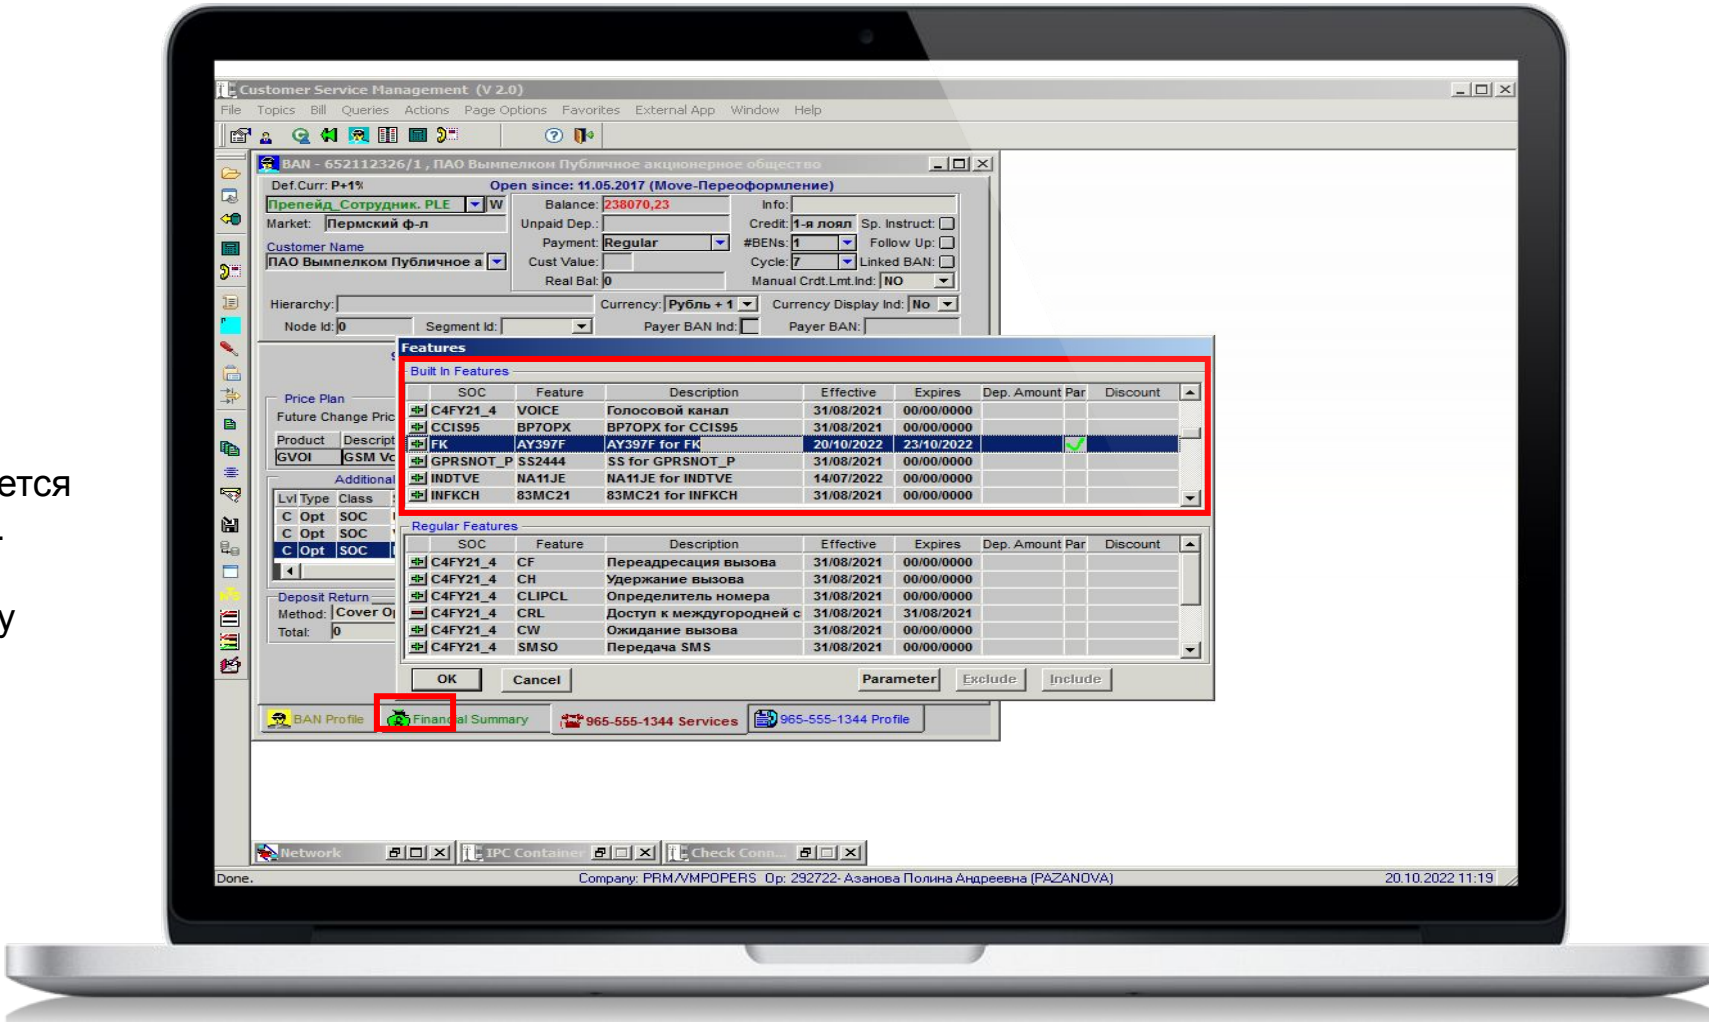 ется
.
у
Customer Service Management (V 2.0)
File Topics Bill Queries Actions Page Options Favorites External App Window Help
BAN - 652112326/1 , ПАО Вымпелком Публичное акционерное общество
Def.Curr: P+1% Open since: 11.05.2017 (Move-Переоформление)
Препейд_Сотрудник. PLE W Balance: 238070,23 Info:
Market: Пермский ф-л Unpaid Dep.: Credit: 1-я лоял Sp. Instruct:
Customer Name Payment: Regular #BENs: 1 Follow Up:
ПАО Вымпелком Публичное а Cust Value: Cycle: 7 Linked BAN:
Real Bal: 0 Manual Crdt.Lmt.Ind: NO
Hierarchy: Currency: Рубль + 1 Currency Display Ind: No
Node Id: 0 Segment Id: Payer BAN Ind: Payer BAN:
Price Plan
Future Change Pric
Product Descript
GVOI GSM Vo
Additional
Lvl Type Class
C Opt SOC
C Opt SOC
C Opt SOC
Deposit Return
Method: Cover Op
Total: 0
Features
Built In Features
SOC Feature Description Effective Expires Dep. Amount Par Discount
C4FY21_4 VOICE Голосовой канал 31/08/2021 00/00/0000
CCIS95 BP7OPX BP7OPX for CCIS95 31/08/2021 00/00/0000
FK AY397F AY397F for FK 20/10/2022 23/10/2022
GPRSNOT_P SS2444 SS for GPRSNOT_P 31/08/2021 00/00/0000
INDTVE NA11JE NA11JE for INDTVE 14/07/2022 00/00/0000
INFKCH 83MC21 83MC21 for INFKCH 31/08/2021 00/00/0000
Regular Features
SOC Feature Description Effective Expires Dep. Amount Par Discount
C4FY21_4 CF Переадресация вызова 31/08/2021 00/00/0000
C4FY21_4 CH Удержание вызова 31/08/2021 00/00/0000
C4FY21_4 CLIPCL Определитель номера 31/08/2021 00/00/0000
C4FY21_4 CRL Доступ к междугородней с 31/08/2021 31/08/2021
C4FY21_4 CW Ожидание вызова 31/08/2021 00/00/0000
C4FY21_4 SMSO Передача SMS 31/08/2021 00/00/0000
OK Cancel Parameter Exclude Include
BAN Profile Financial Summary 965-555-1344 Services 965-555-1344 Profile
Network IPC Container Check Conn...
Done. Company: PRM/VMPOPERS Op: 292722- Азанова Полина Андреевна (PAZANOVA) 20.10.2022 11:19